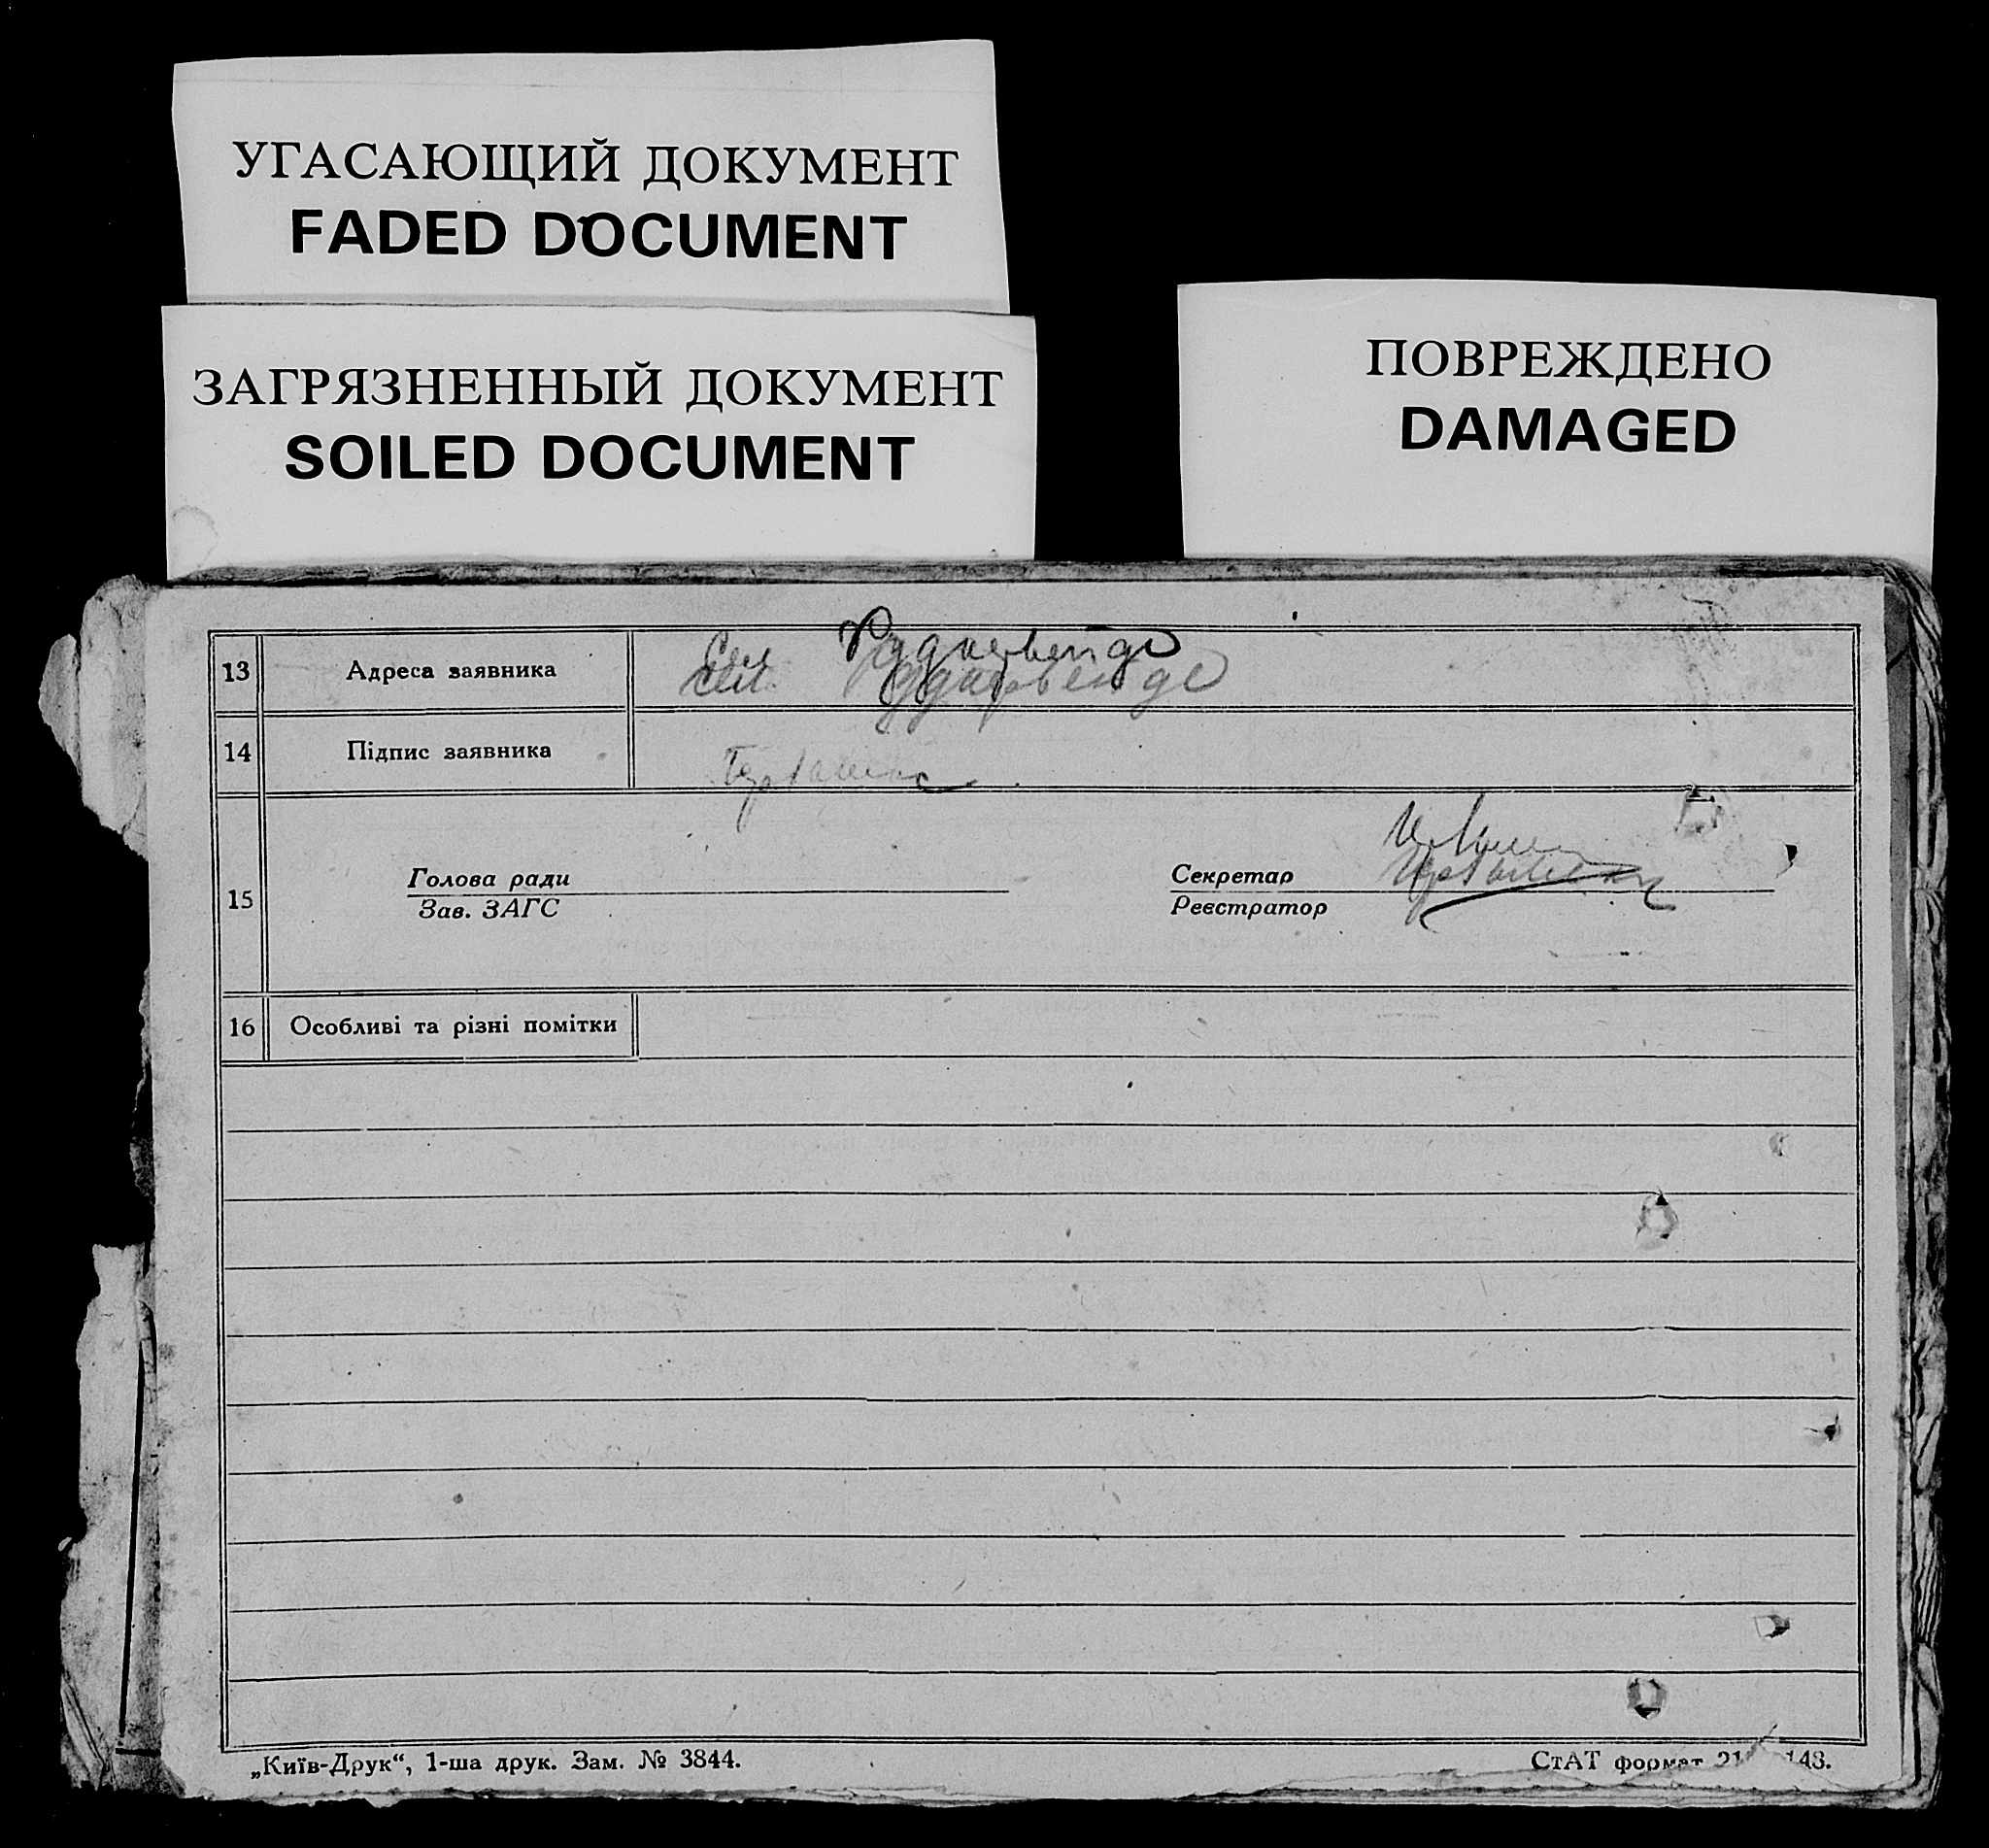 УГАСАЮЩИЙ ДОКУМЕНТ
FADED DOCUMENT
ЗАГРЯЗНЕННЫЙ ДОКУМЕНТ
SOILED DOCUMENT
ПОВРЕЖДЕНО
DAMAGED
13 Адреса заявника
14 Підпис заявника
15
Голова ради
Зав. ЗАГС
Секретар
Реєстратор
16 Особливі та різні помітки
„Київ-Друк“, 1-ша друк. Зам. № 3844.
СтАТ формат